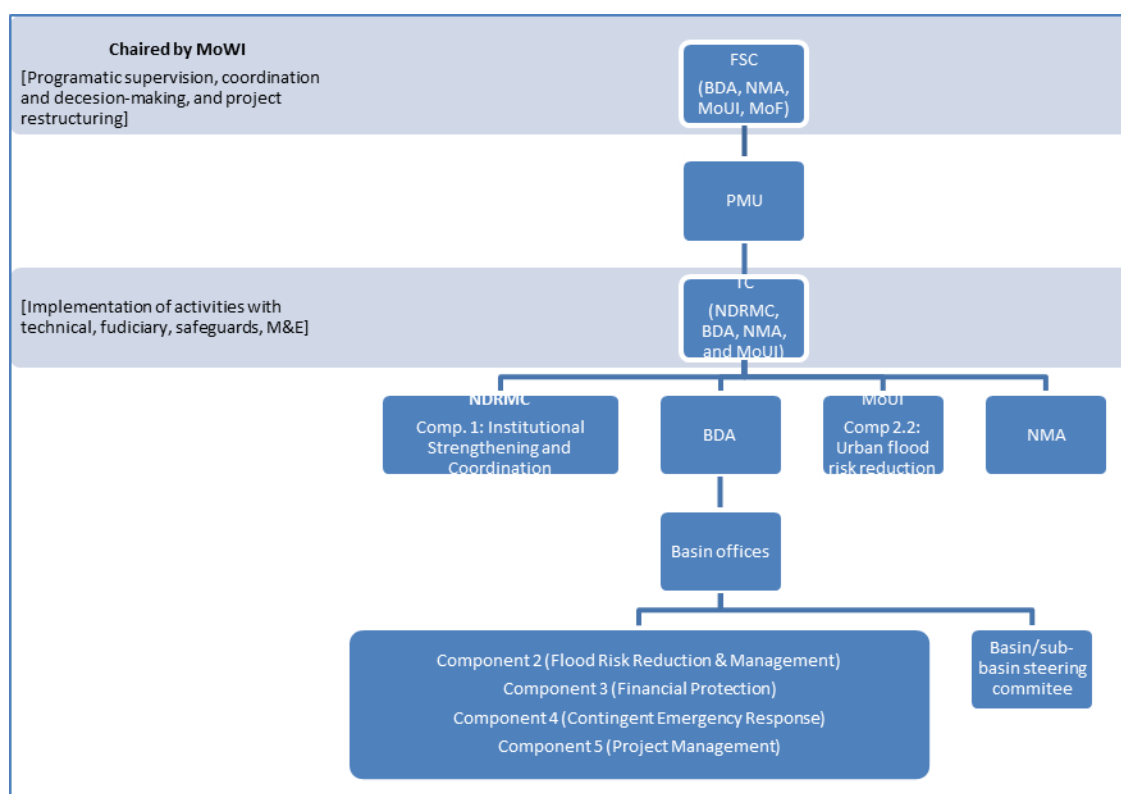 Chaired by MoWI
[Programatic supervision, coordination
and decesion-making, and project
restructuring]
FSC
(BDA, NMA,
MoUI, MoF)
PMU
[Implementation of activities with
technical, fudiciary, safeguards, M&E]
TC
(NDRMC,
BDA, NMA,
and MoUI)
NDRMC
Comp. 1: Institutional
Strengthening and
Coordination
BDA
MoUI
Comp 2.2:
Urban flood
risk reduction
NMA
Basin offices
Component 2 (Flood Risk Reduction & Management)
Component 3 (Financial Protection)
Component 4 (Contingent Emergency Response)
Component 5 (Project Management)
Basin/sub-
basin steering
commitee